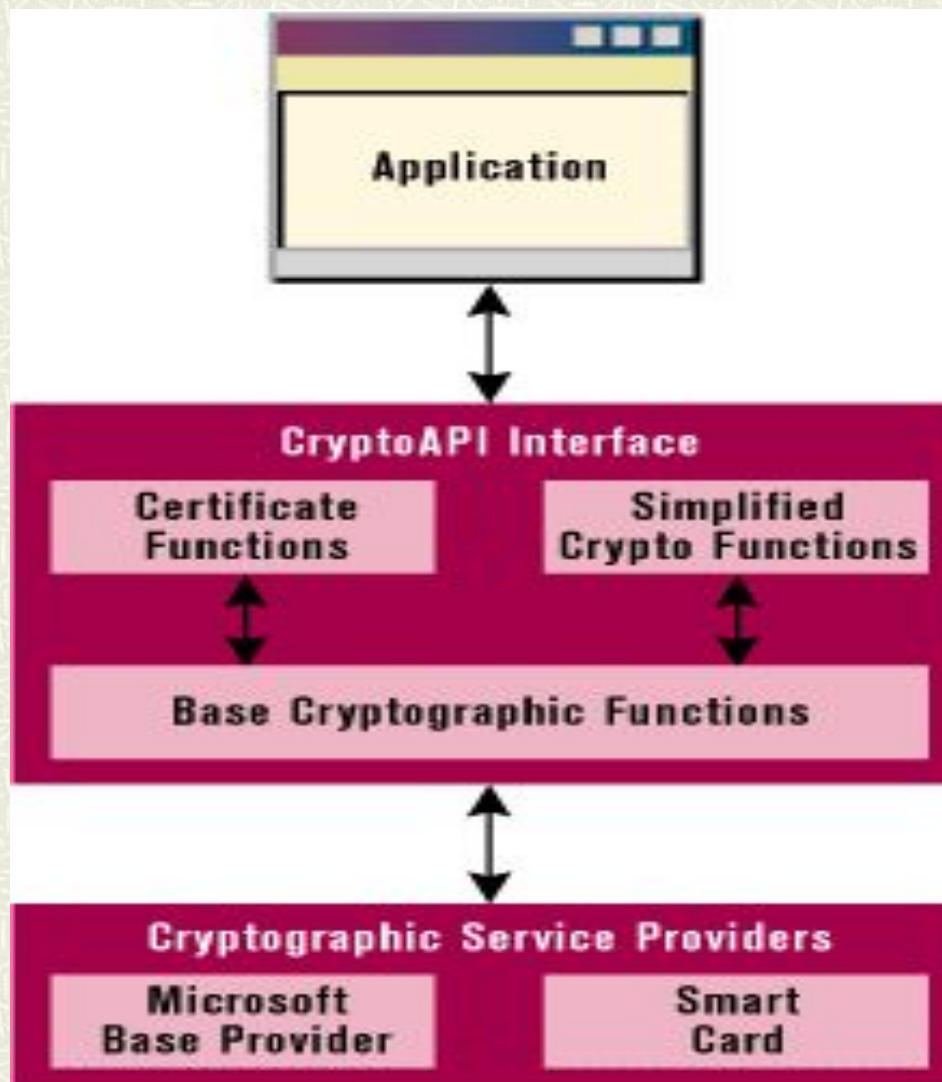 Application
CryptoAPI Interface
Certificate
Functions
Simplified
Crypto Functions
Base Cryptographic Functions
Cryptographic Service Providers
Microsoft
Base Provider
Smart
Card